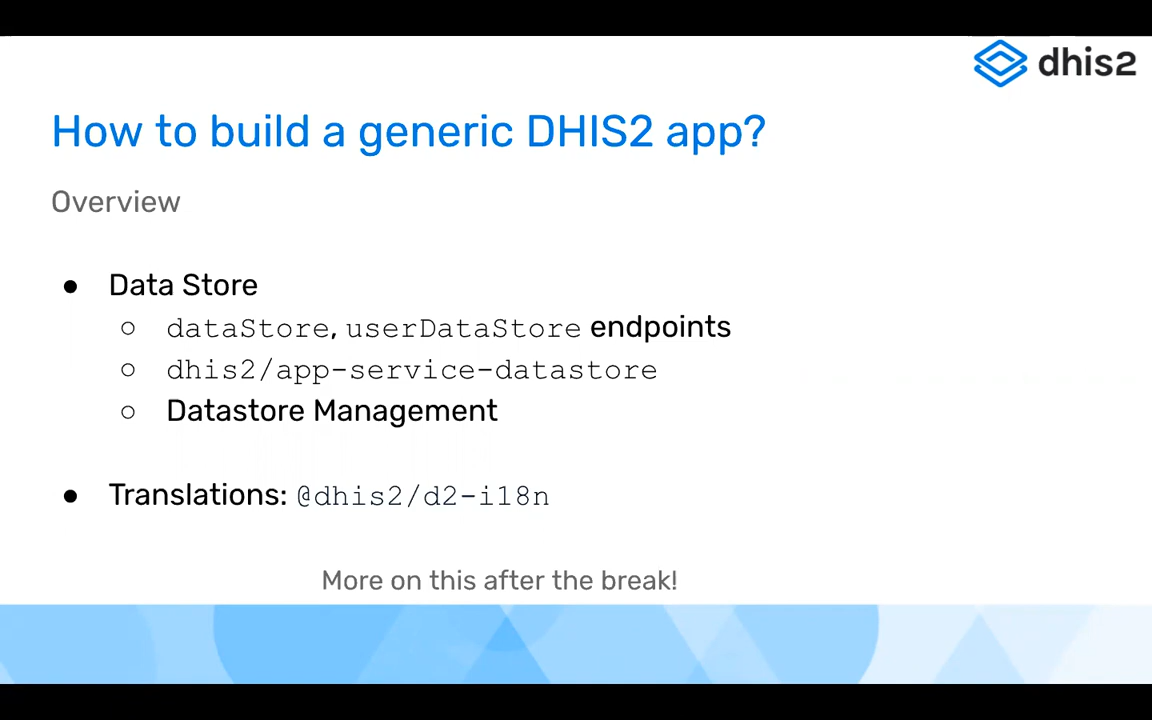 dhis2
How to build a generic DHIS2 app?
Overview
● Data Store
○ dataStore, userDataStore endpoints
○ dhis2/app-service-datastore
○ Datastore Management
● Translations: @dhis2/d2-i18n
More on this after the break!